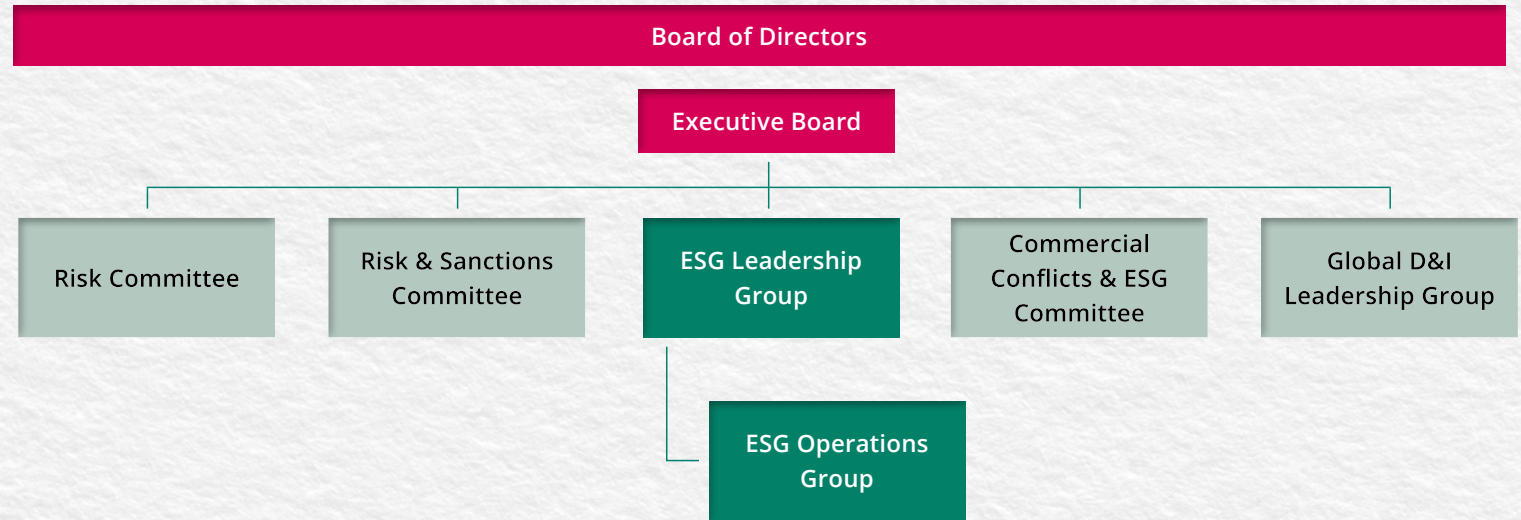 Board of Directors
Executive Board
Risk Committee
Risk & Sanctions
Committee
ESG Leadership
Group
Commercial
Conflicts & ESG
Committee
Global D&I
Leadership Group
ESG Operations
Group